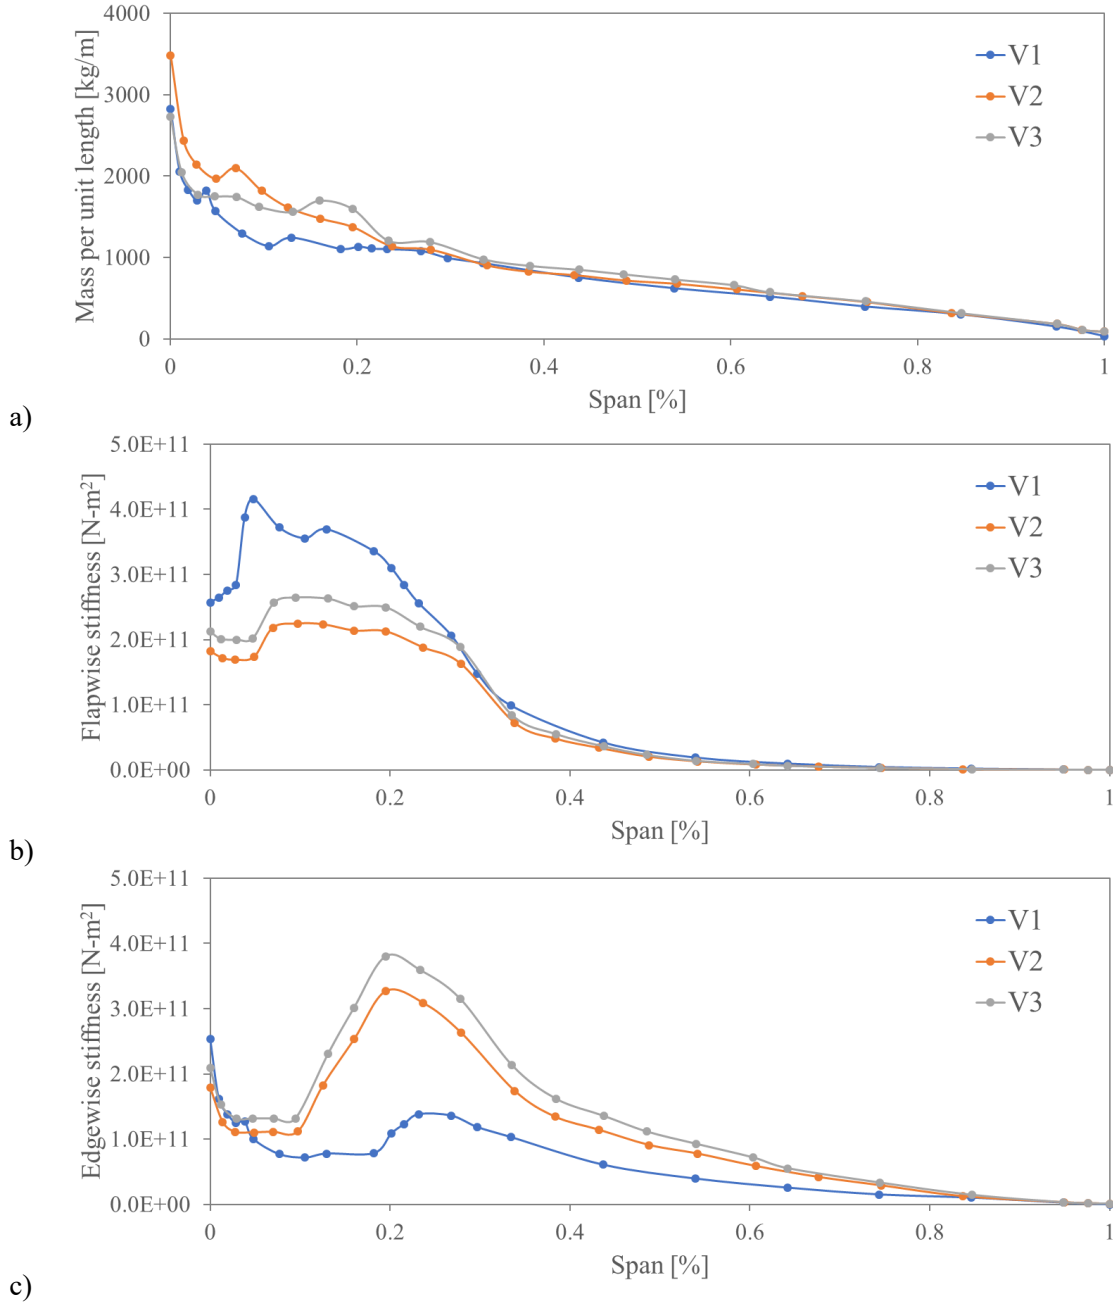 4000
3000
2000
1000
0
Mass per unit length [kg/m]
V1
V2
V3
0 0.2 0.4 0.6 0.8 1
Span [%]
a)
5.0E+11
4.0E+11
3.0E+11
2.0E+11
1.0E+11
0.0E+00
Flapwise stiffness [N-m²]
V1
V2
V3
0 0.2 0.4 0.6 0.8 1
Span [%]
b)
5.0E+11
4.0E+11
3.0E+11
2.0E+11
1.0E+11
0.0E+00
Edgewise stiffness [N-m²]
V1
V2
V3
0 0.2 0.4 0.6 0.8 1
Span [%]
c)